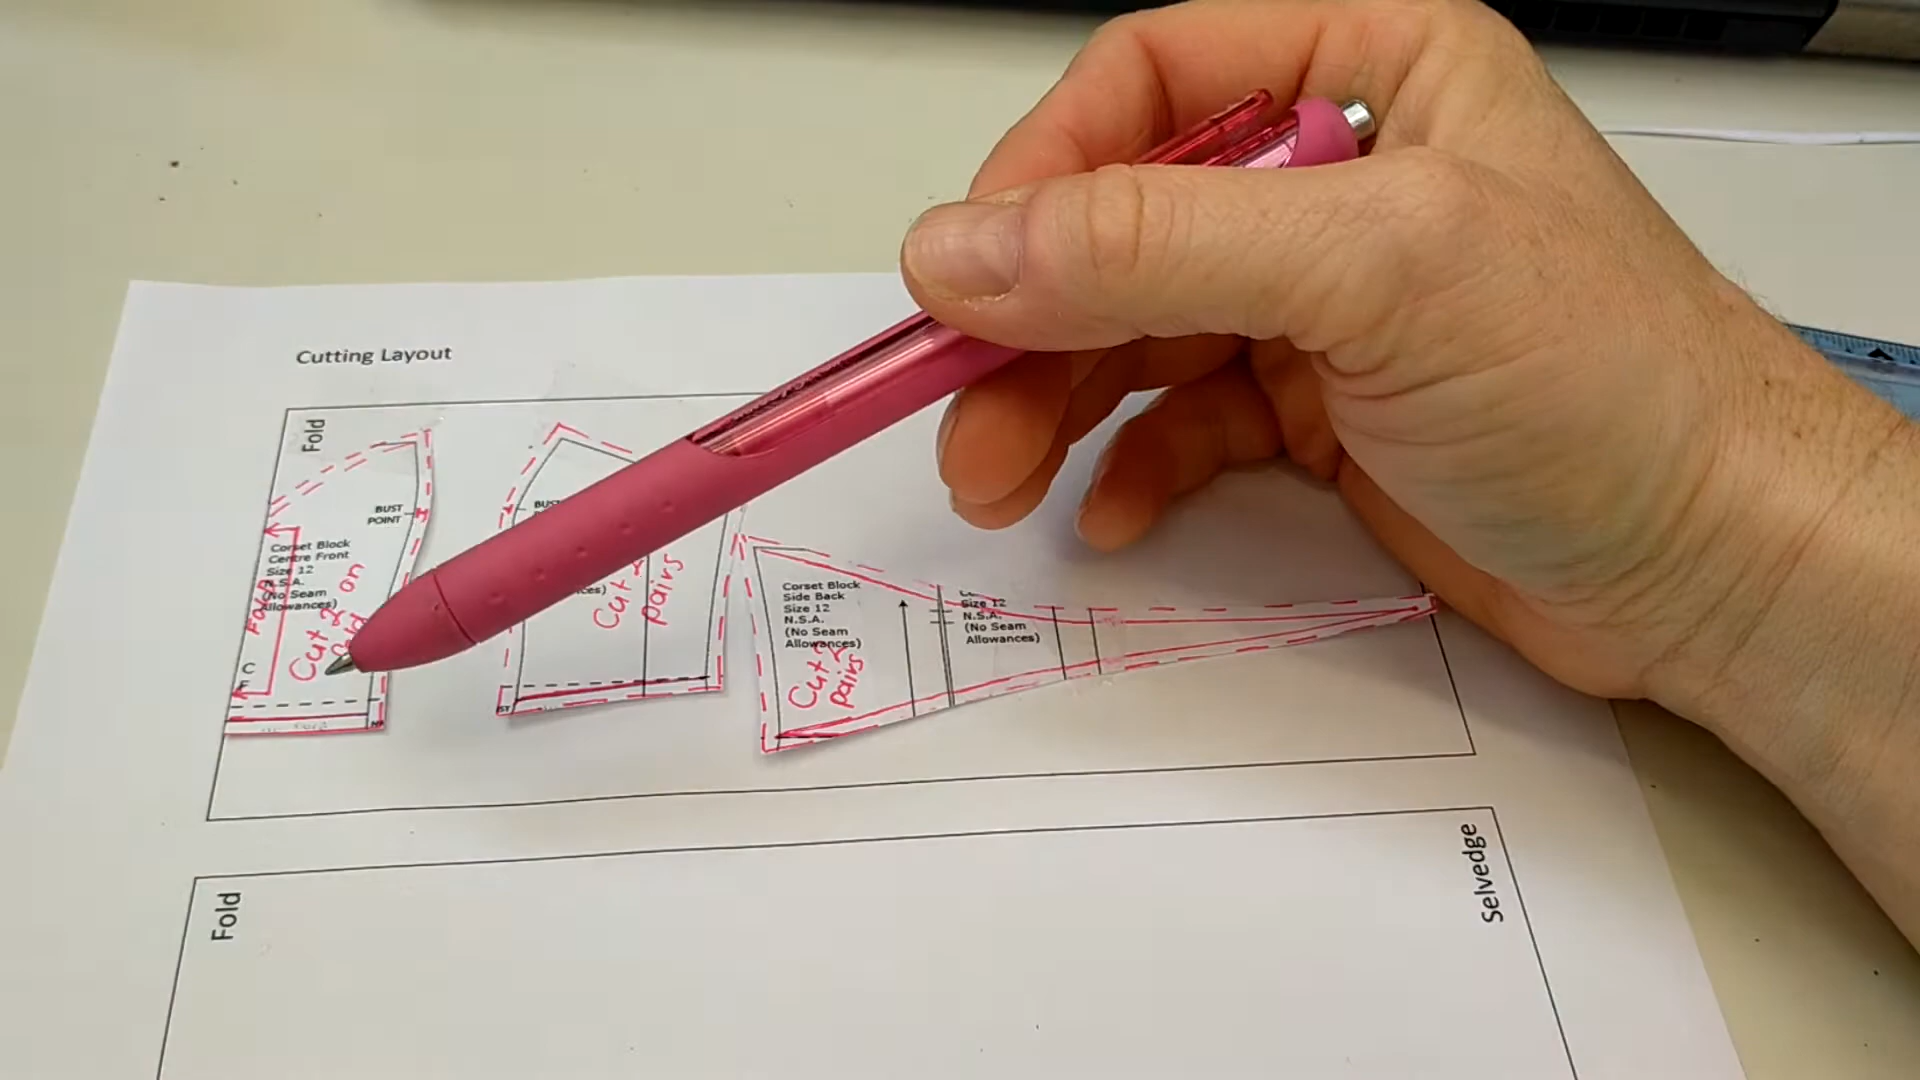 Cutting Layout
Fold
BUST
POINT
Corset Block
Centre Front
Size 12
N.S.A.
(No Seam
Allowances)
Fold
Cut 2 on
C
F
Cut 2
pairs
Corset Block
Side Back
Size 12
N.S.A.
(No Seam
Allowances)
Cut 2
pairs
Size 12
N.S.A.
(No Seam
Allowances)
Fold
Selvedge